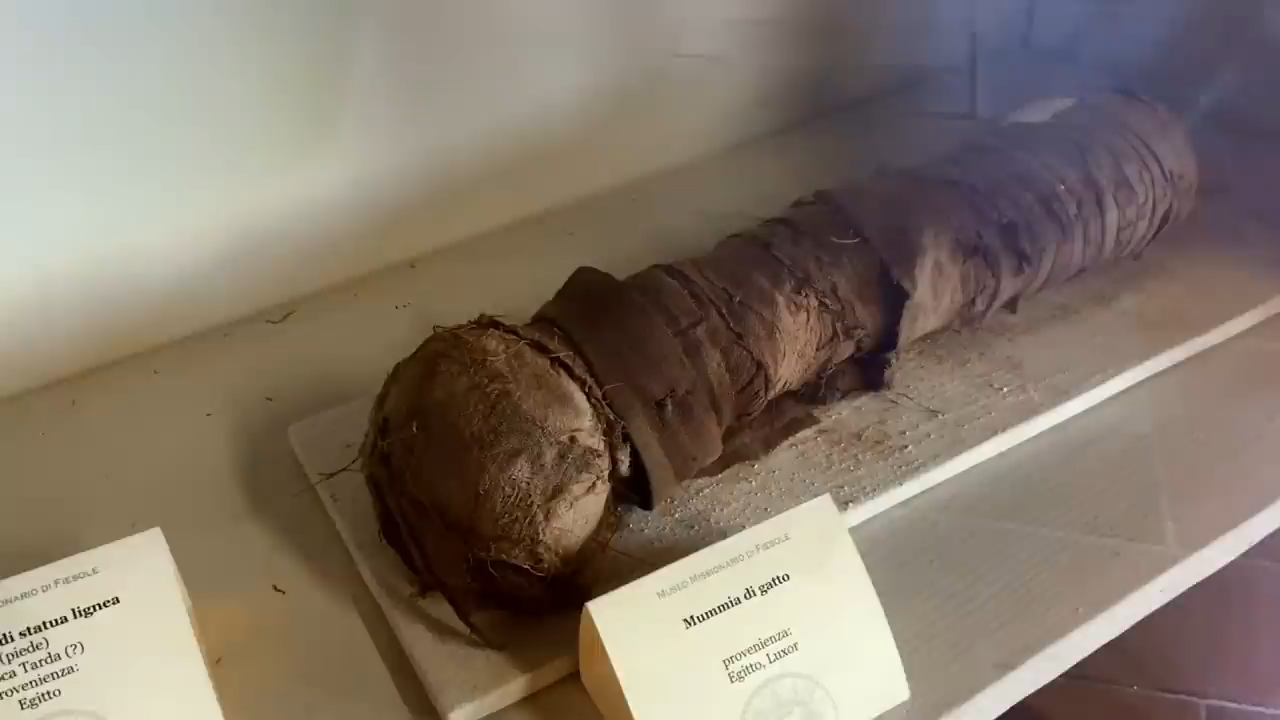 NARIO DI FIESOLE
di statua lignea
(piede)
ca Tarda (?)
rovenienza:
Egitto
MUSEO MISSIONARIO DI FIESOLE
Mummia di gatto
provenienza:
Egitto, Luxor